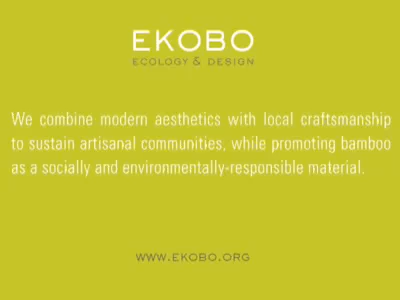 EKOBO
ECOLOGY & DESIGN
We combine modern aesthetics with local craftsmanship
to sustain artisanal communities, while promoting bamboo
as a socially and environmentally-responsible material.
WWW.EKOBO.ORG